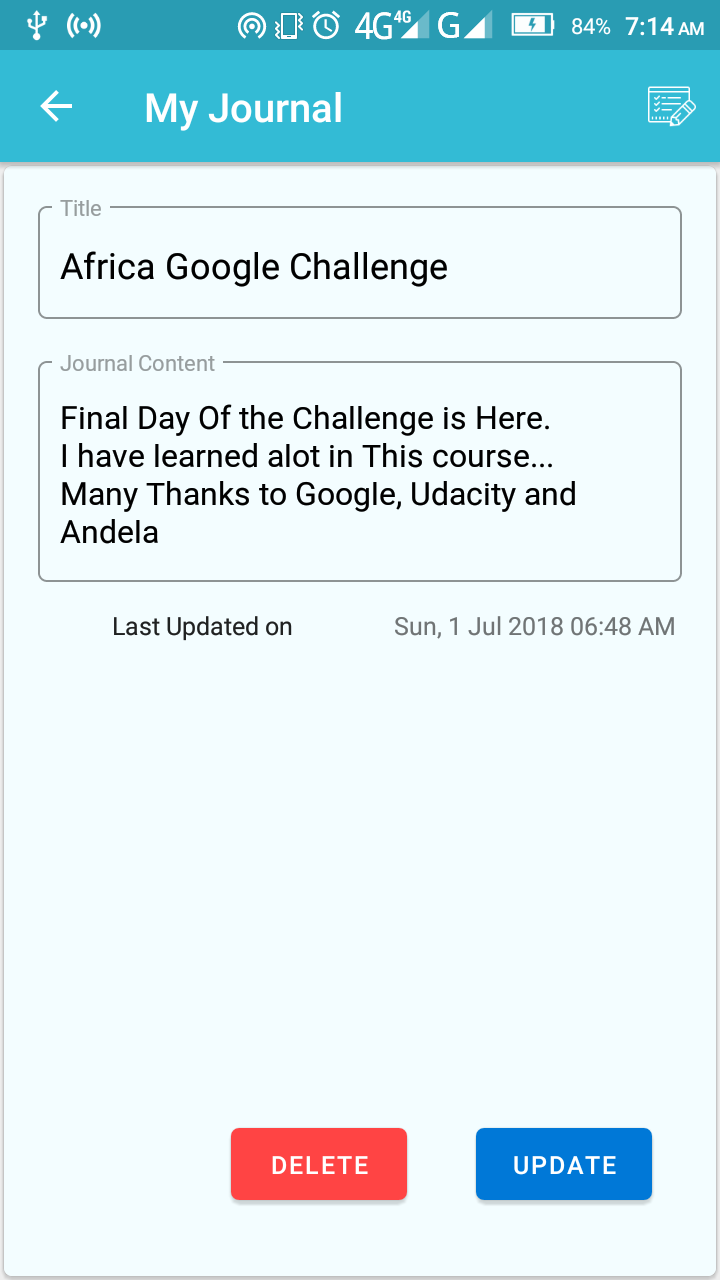 4G 4G G 84% 7:14 AM
My Journal
Title
Africa Google Challenge
Journal Content
Final Day Of the Challenge is Here.
I have learned alot in This course...
Many Thanks to Google, Udacity and
Andela
Last Updated on Sun, 1 Jul 2018 06:48 AM
DELETE UPDATE